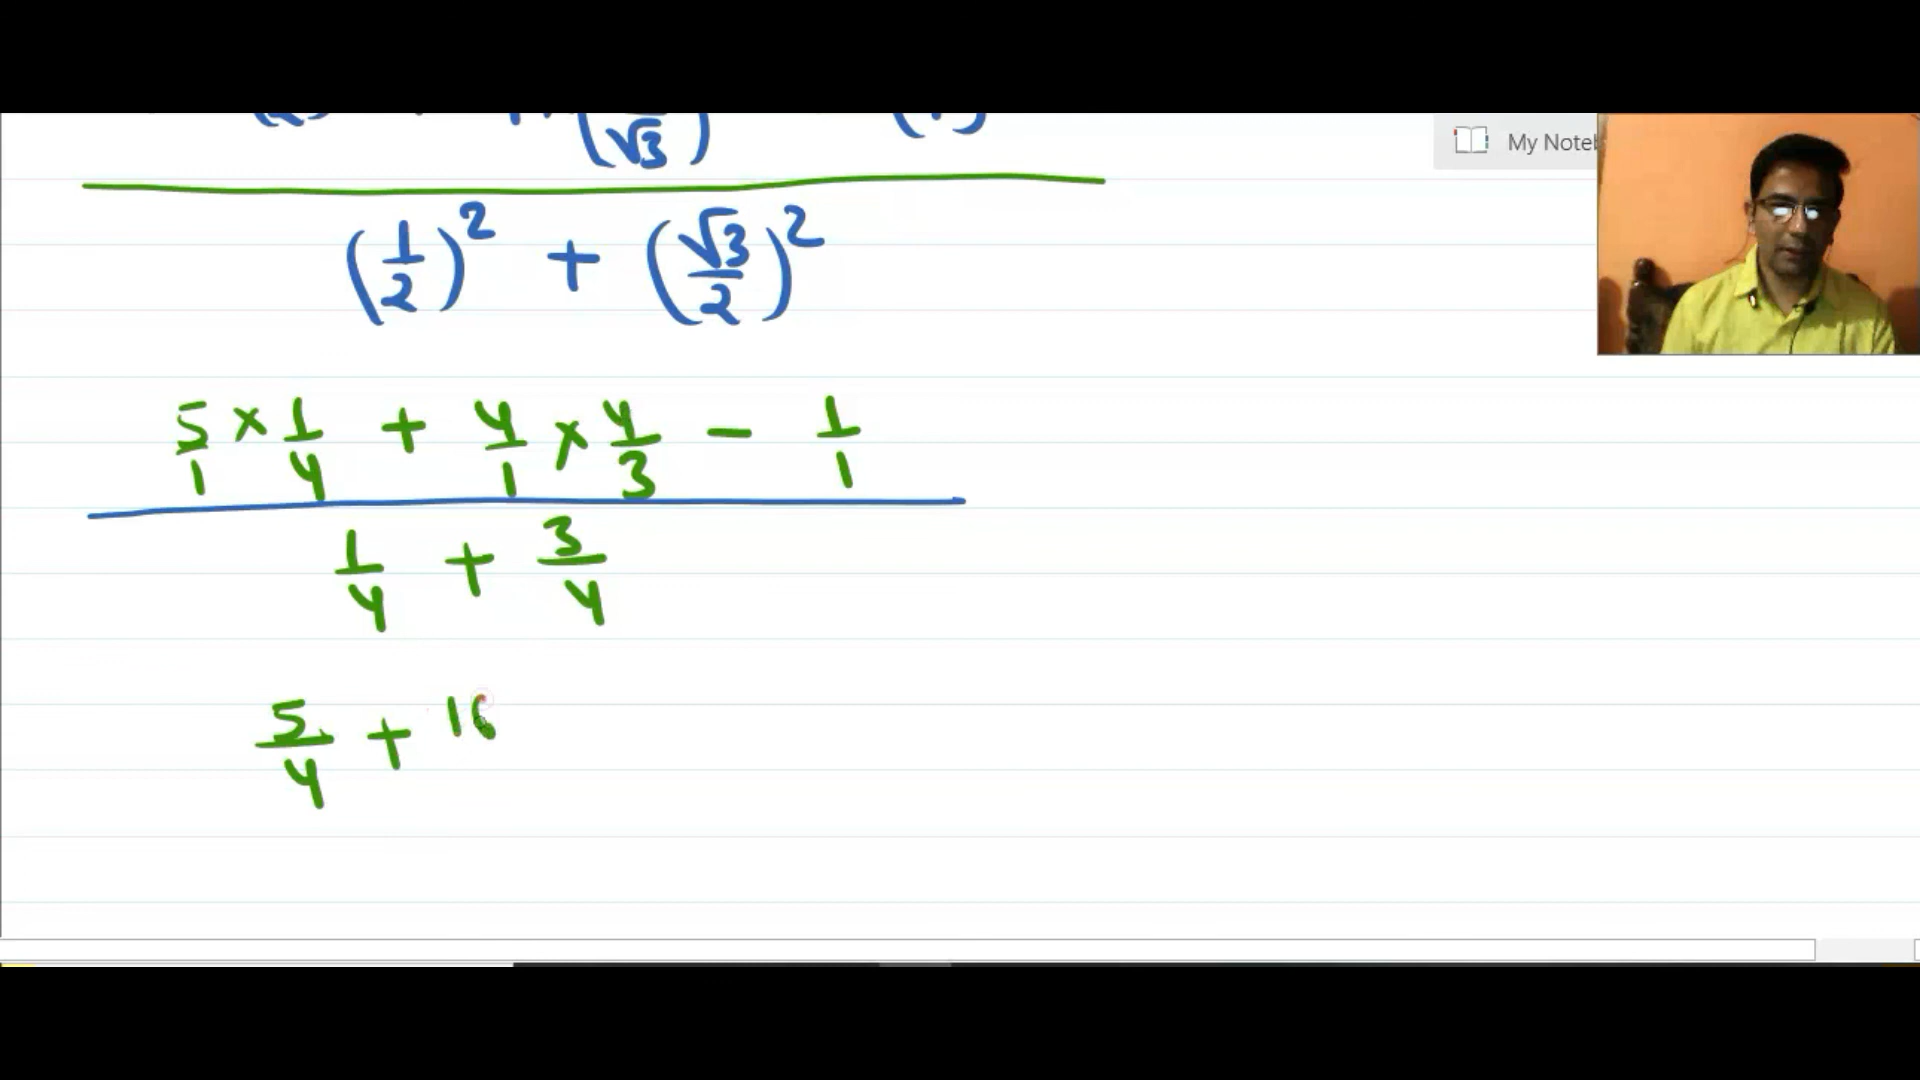 (√3)
My Noteb
(1/2)² + (√3/2)²
5/1 × 1/4 + 4/1 × 4/3 - 1/1
1/4 + 3/4
5/4 + 16